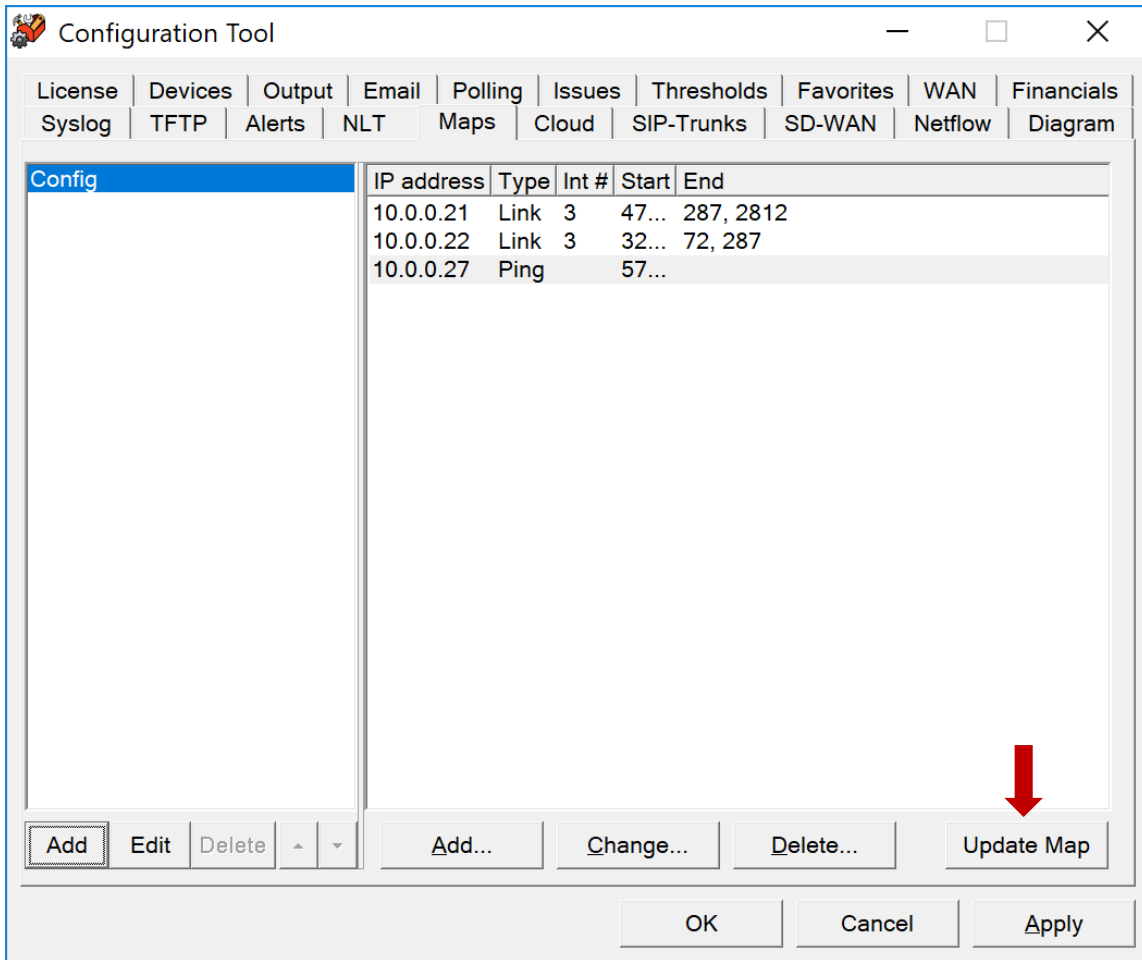 Configuration Tool
License Devices Output Email Polling Issues Thresholds Favorites WAN Financials
Syslog TFTP Alerts NLT Maps Cloud SIP-Trunks SD-WAN Netflow Diagram
Config
IP address Type Int # Start End
10.0.0.21 Link 3 47... 287, 2812
10.0.0.22 Link 3 32... 72, 287
10.0.0.27 Ping 57...
Add Edit Delete Add... Change... Delete... Update Map
OK Cancel Apply